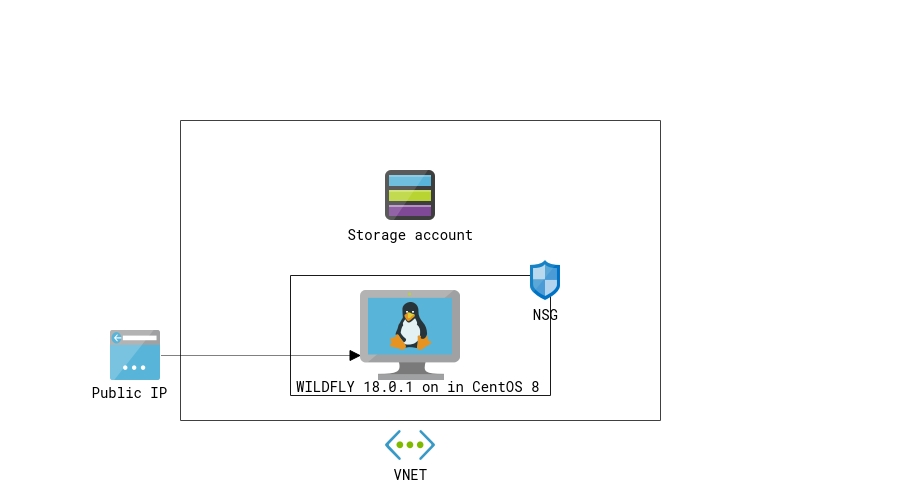 Storage account
NSG
Public IP
WILDFLY 18.0.1 on in CentOS 8
VNET